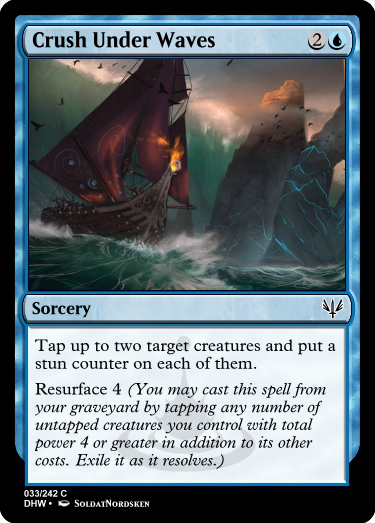 Crush Under Waves 2
Sorcery
Tap up to two target creatures and put a
stun counter on each of them.
Resurface 4 (You may cast this spell from
your graveyard by tapping any number of
untapped creatures you control with total
power 4 or greater in addition to its other
costs. Exile it as it resolves.)
033/242 C
DHW • SoldatNordsken